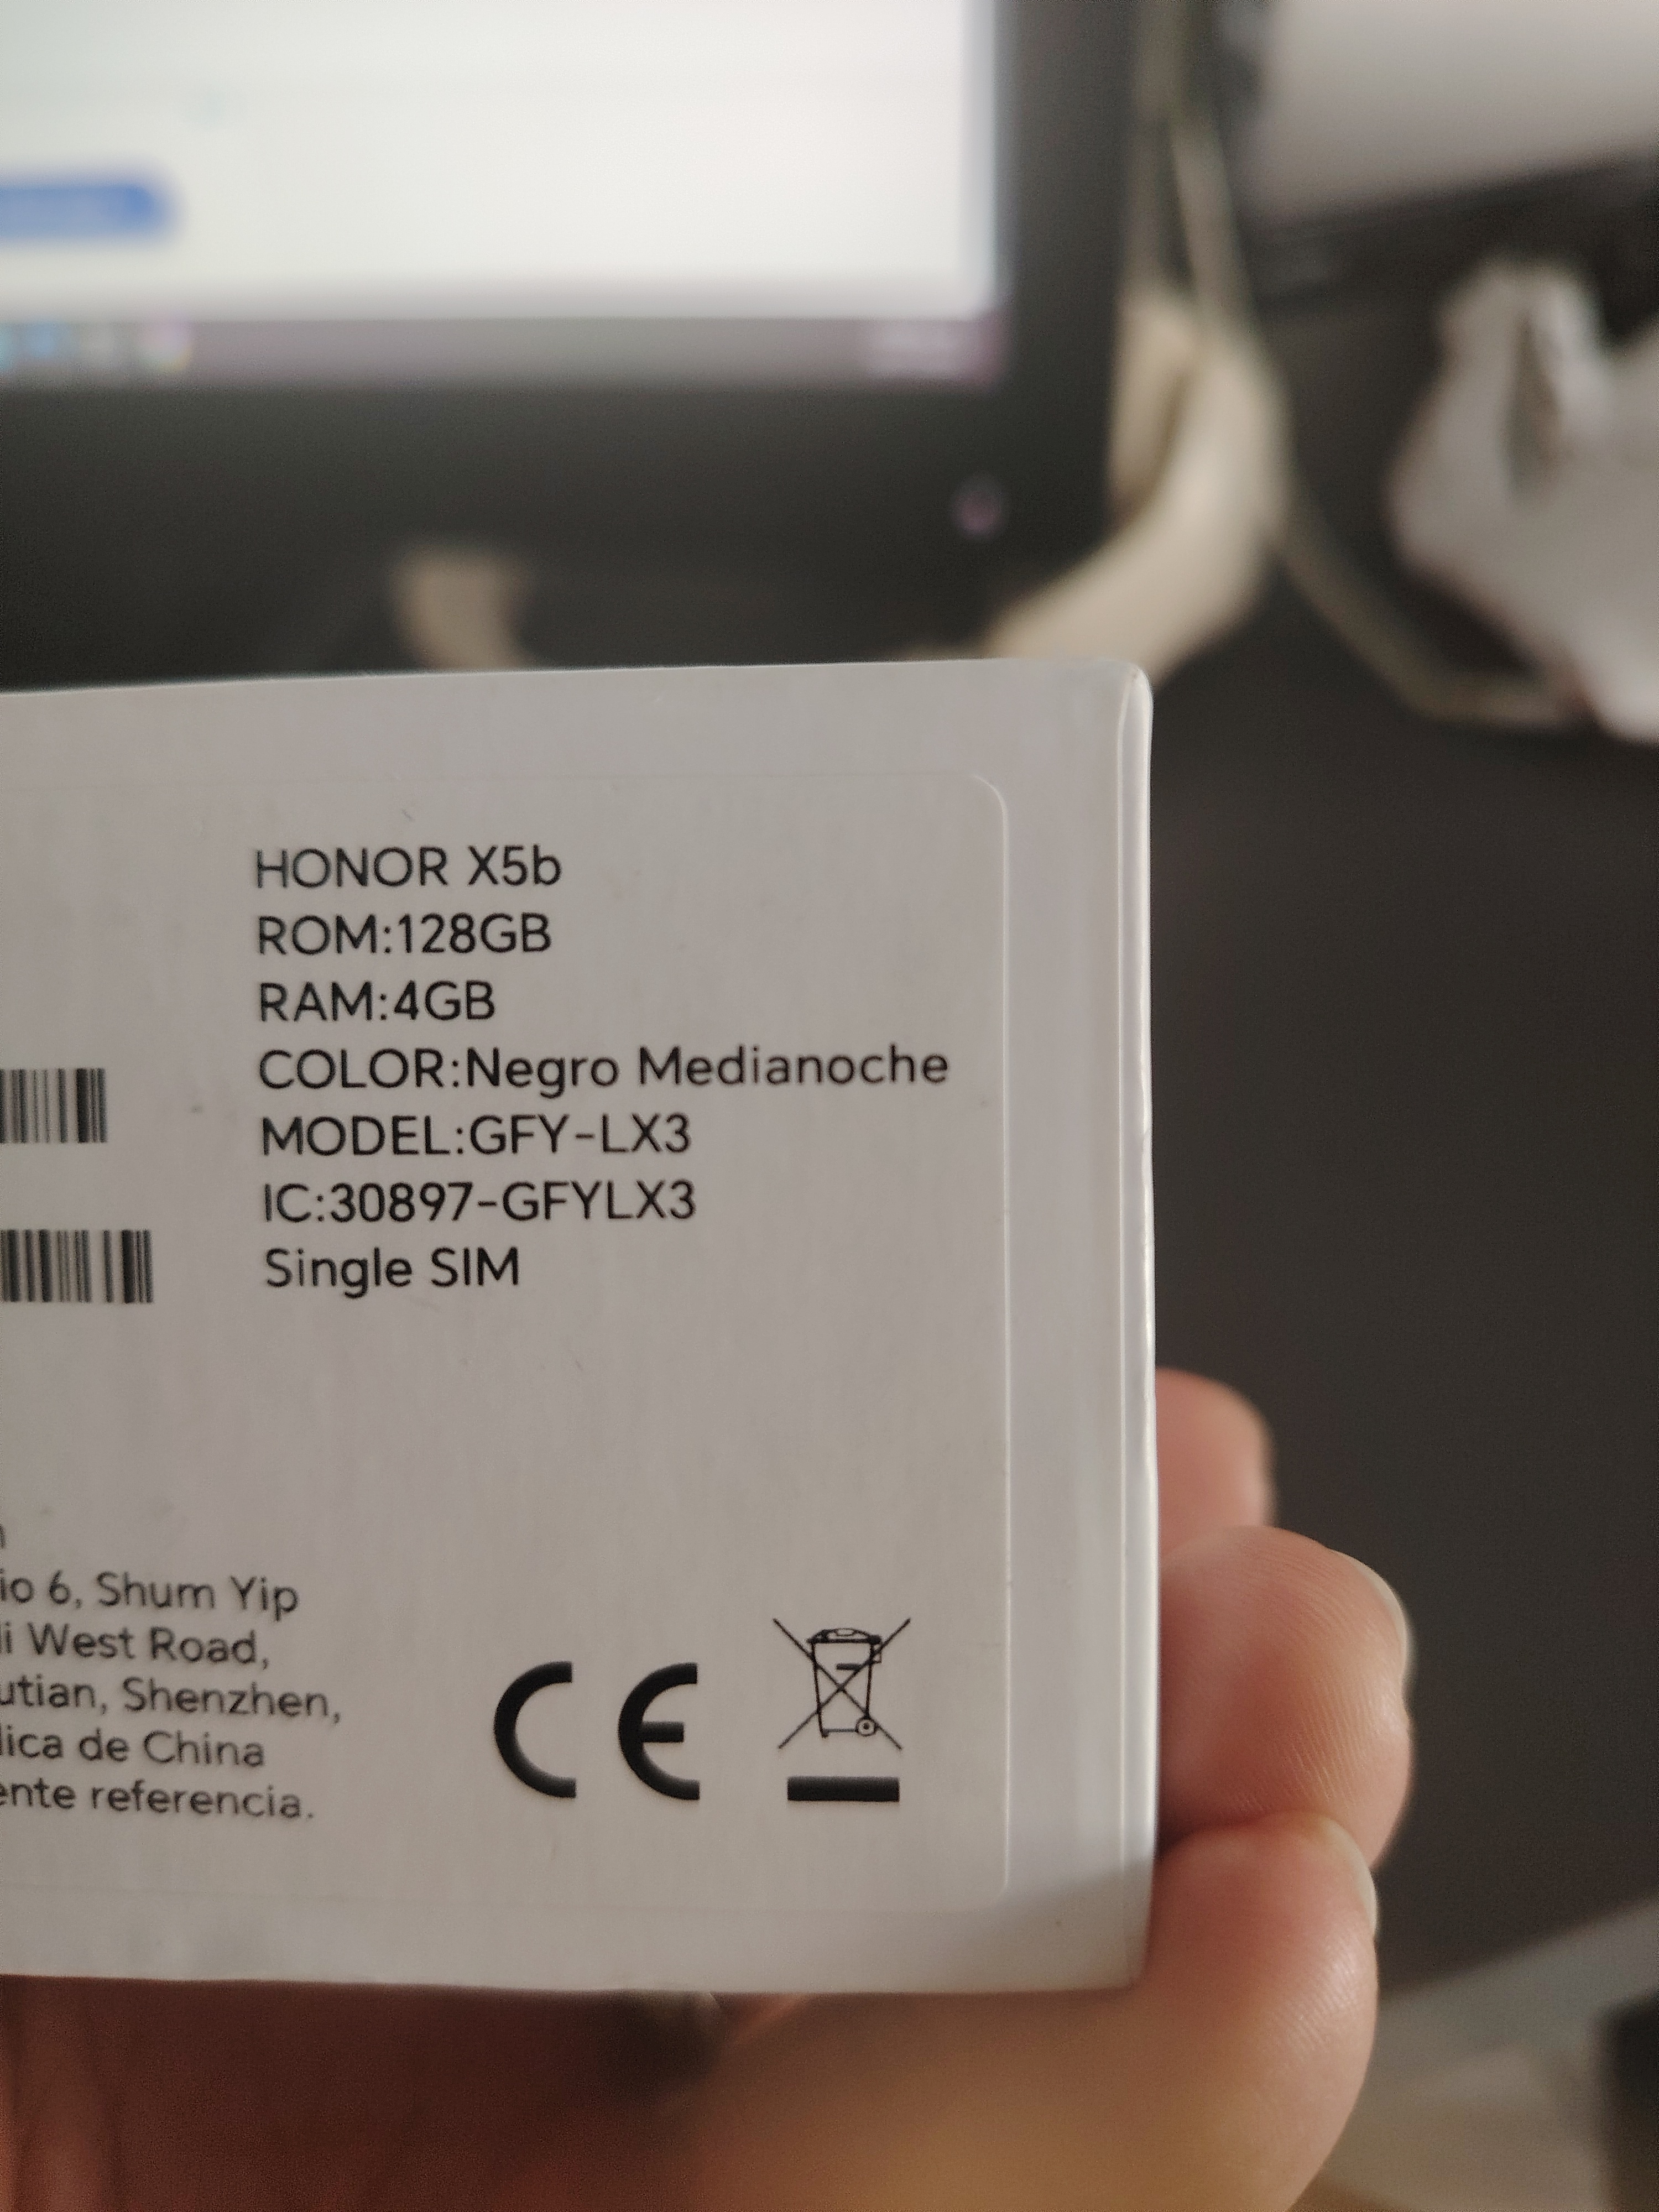 HONOR X5b
ROM:128GB
RAM:4GB
COLOR:Negro Medianoche
MODEL:GFY-LX3
IC:30897-GFYLX3
Single SIM
6, Shum Yip
West Road,
Shenzhen,
de China
referencia.
CE